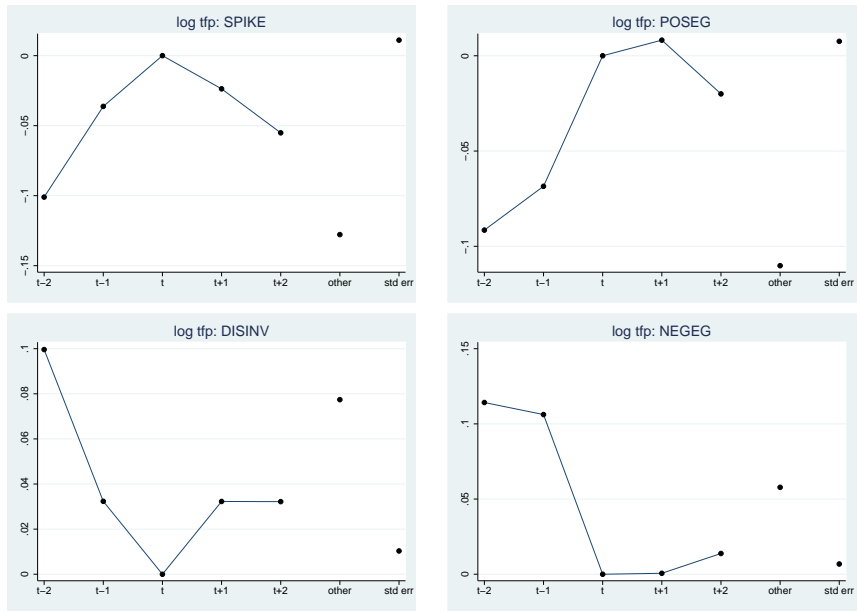 log tfp: SPIKE
0
−.05
−.1
−.15
t−2 t−1 t t+1 t+2 other std err
log tfp: POSEG
0
−.05
−.1
t−2 t−1 t t+1 t+2 other std err
log tfp: DISINV
.1
.08
.06
.04
.02
0
t−2 t−1 t t+1 t+2 other std err
log tfp: NEGEG
.15
.1
.05
0
t−2 t−1 t t+1 t+2 other std err